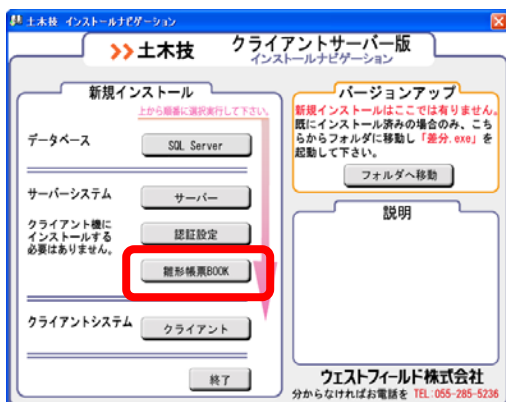 土木技 インストールナビゲーション
>> 土木技 クライアントサーバー版
インストールナビゲーション
新規インストール
上から順番に選択実行して下さい。
データベース
SQL Server
サーバーシステム
サーバー
クライアント機に
インストールする
必要はありません。
認証設定
雛形帳票BOOK
クライアントシステム
クライアント
終了
バージョンアップ
新規インストールはここでは有りません。
既にインストール済みの場合のみ、こち
らからフォルダに移動し「差分.exe」を
起動して下さい。
フォルダへ移動
説明
ウェストフィールド株式会社
分からなければお電話を TEL:055-285-5236